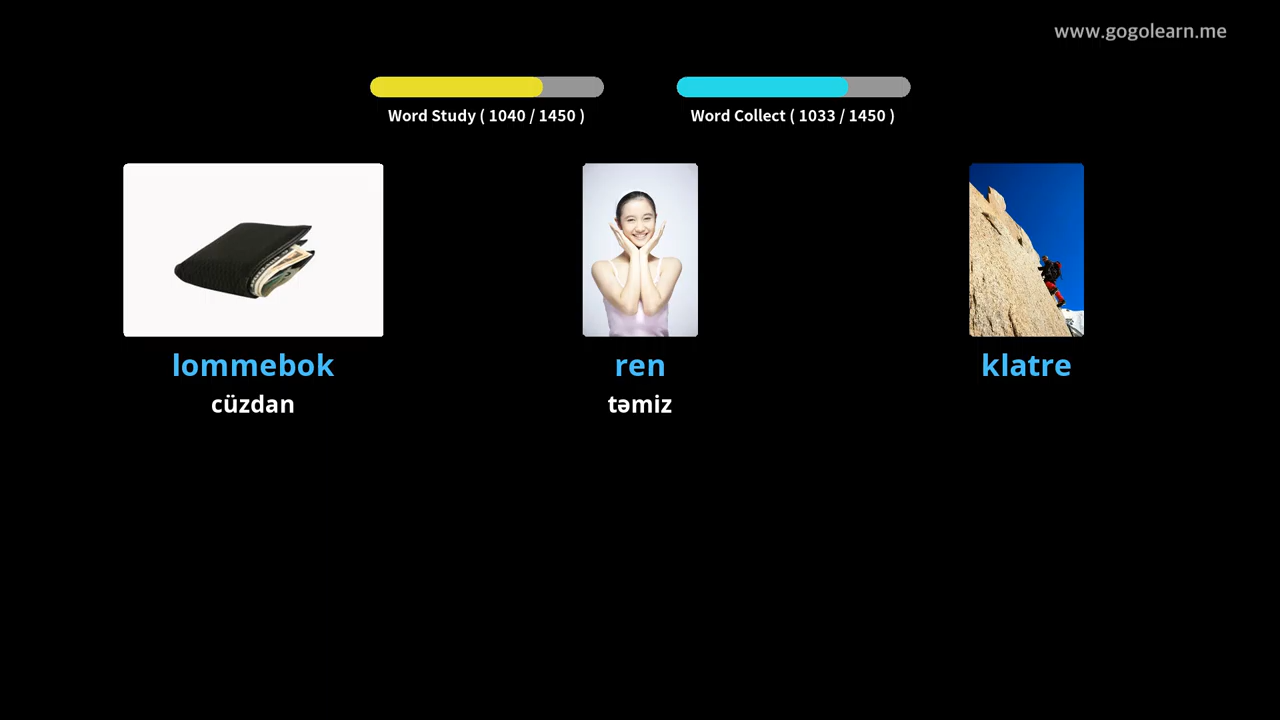 www.gogolearn.me
Word Study ( 1040 / 1450 )
Word Collect ( 1033 / 1450 )
lommebok
cüzdan
ren
təmiz
klatre